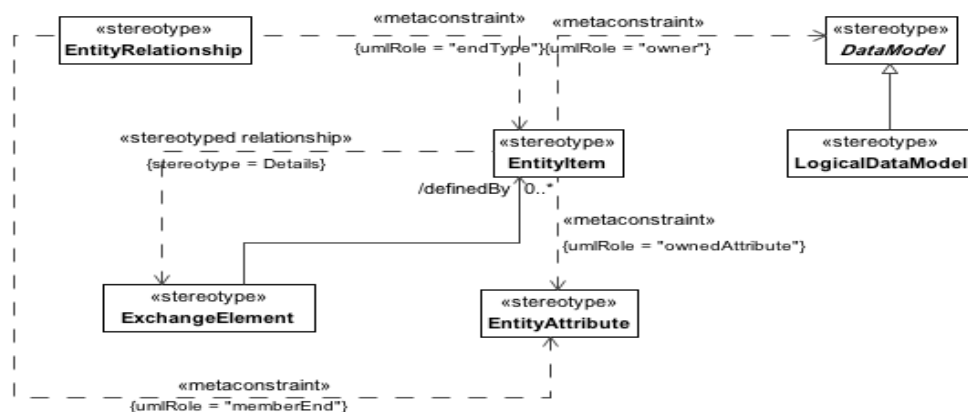 «metaconstraint»
«metaconstraint»
«stereotype»
EntityRelationship
{umlRole = "endType"}
{umlRole = "owner"}
«stereotype»
DataModel
«stereotyped relationship»
{stereotype = Details}
«stereotype»
EntityItem
«stereotype»
LogicalDataModel
/definedBy
0..*
«metaconstraint»
{umlRole = "ownedAttribute"}
«stereotype»
ExchangeElement
«stereotype»
EntityAttribute
«metaconstraint»
{umlRole = "memberEnd"}